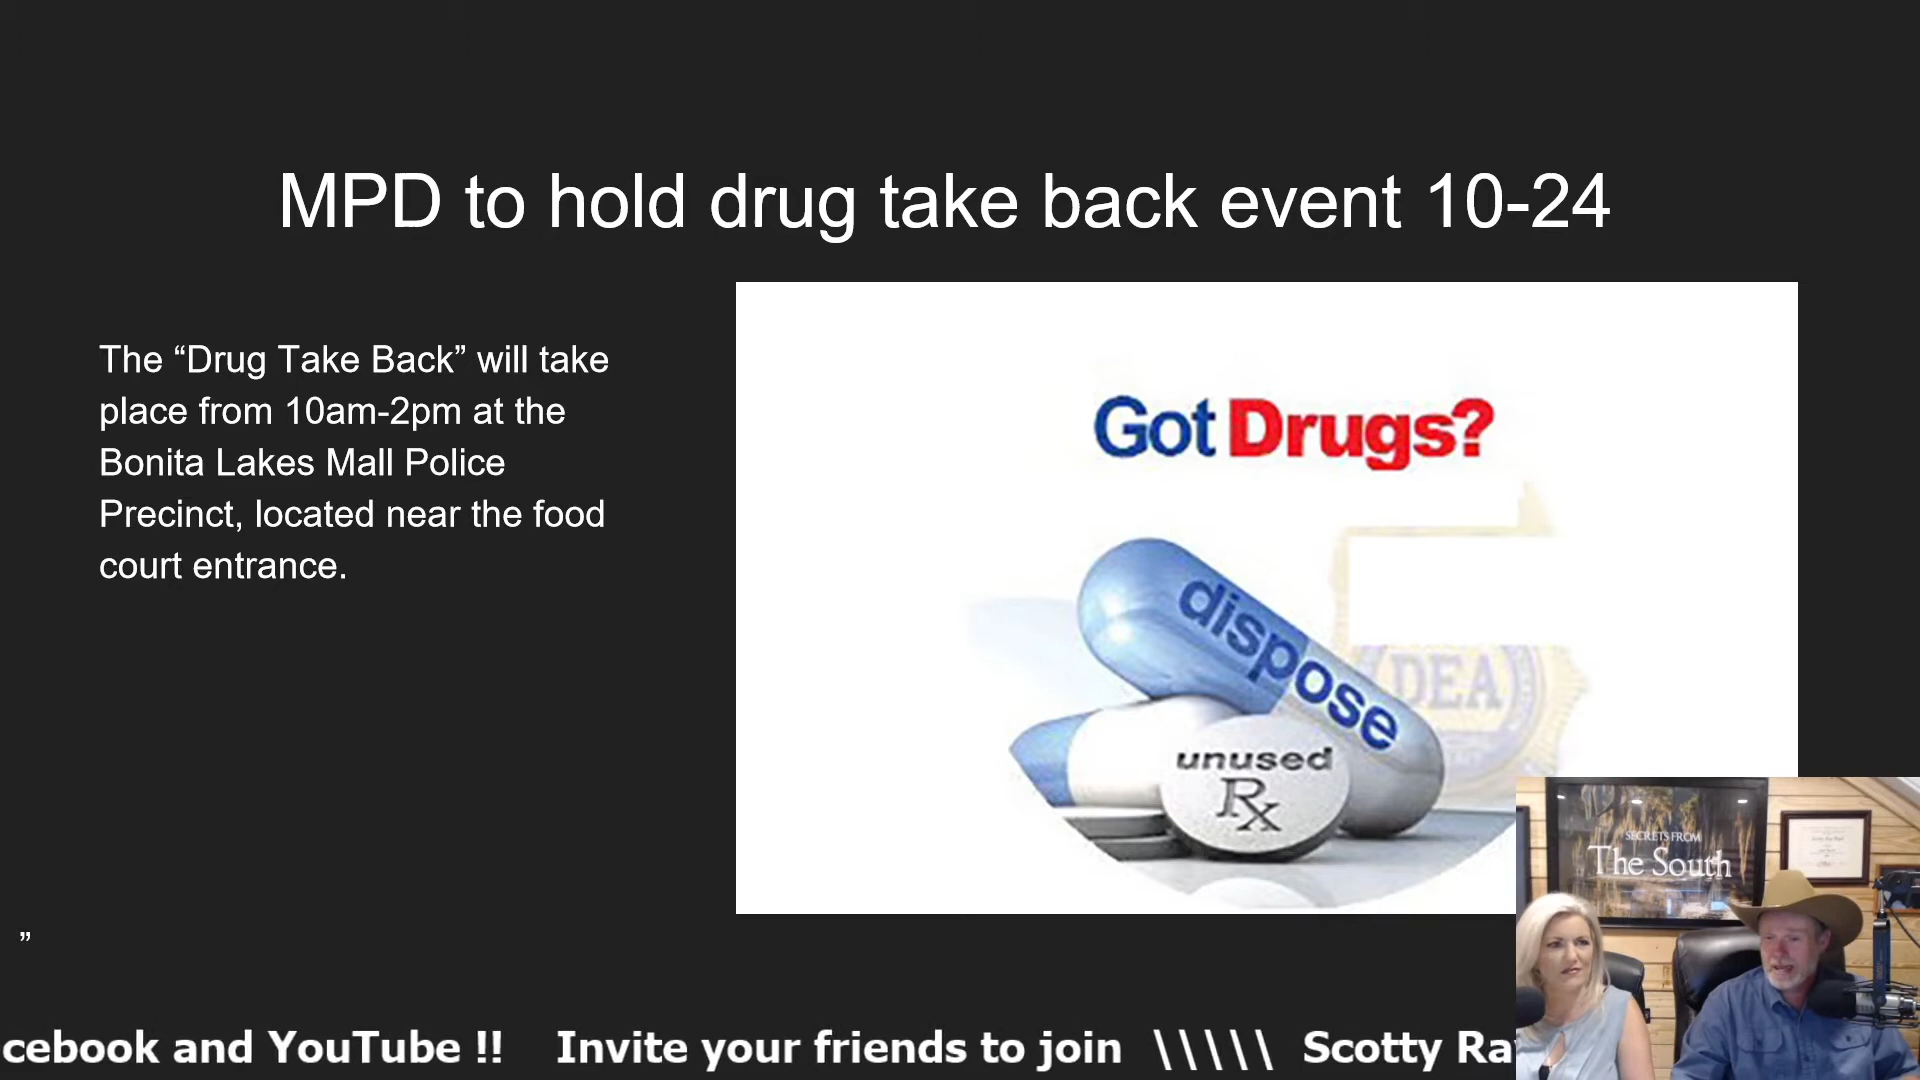 MPD to hold drug take back event 10-24
The “Drug Take Back” will take
place from 10am-2pm at the
Bonita Lakes Mall Police
Precinct, located near the food
court entrance.
Got Drugs?
dispose
DEA
unused
Rx
SECRETS FROM
The South
”
cebook and YouTube !! Invite your friends to join \\\\\ Scotty Ra